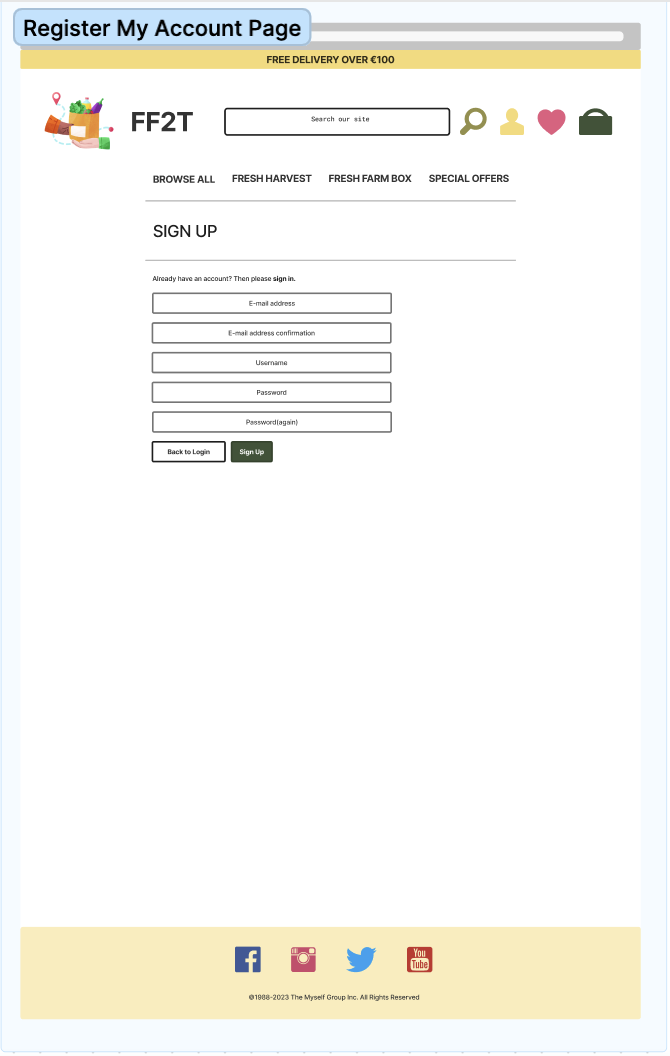 Register My Account Page
FREE DELIVERY OVER €100
FF2T
Search our site
BROWSE ALL FRESH HARVEST FRESH FARM BOX SPECIAL OFFERS
SIGN UP
Already have an account? Then please sign in.
E-mail address
E-mail address confirmation
Username
Password
Password(again)
Back to Login Sign Up
f You Tube
©1988-2023 The Myself Group Inc. All Rights Reserved